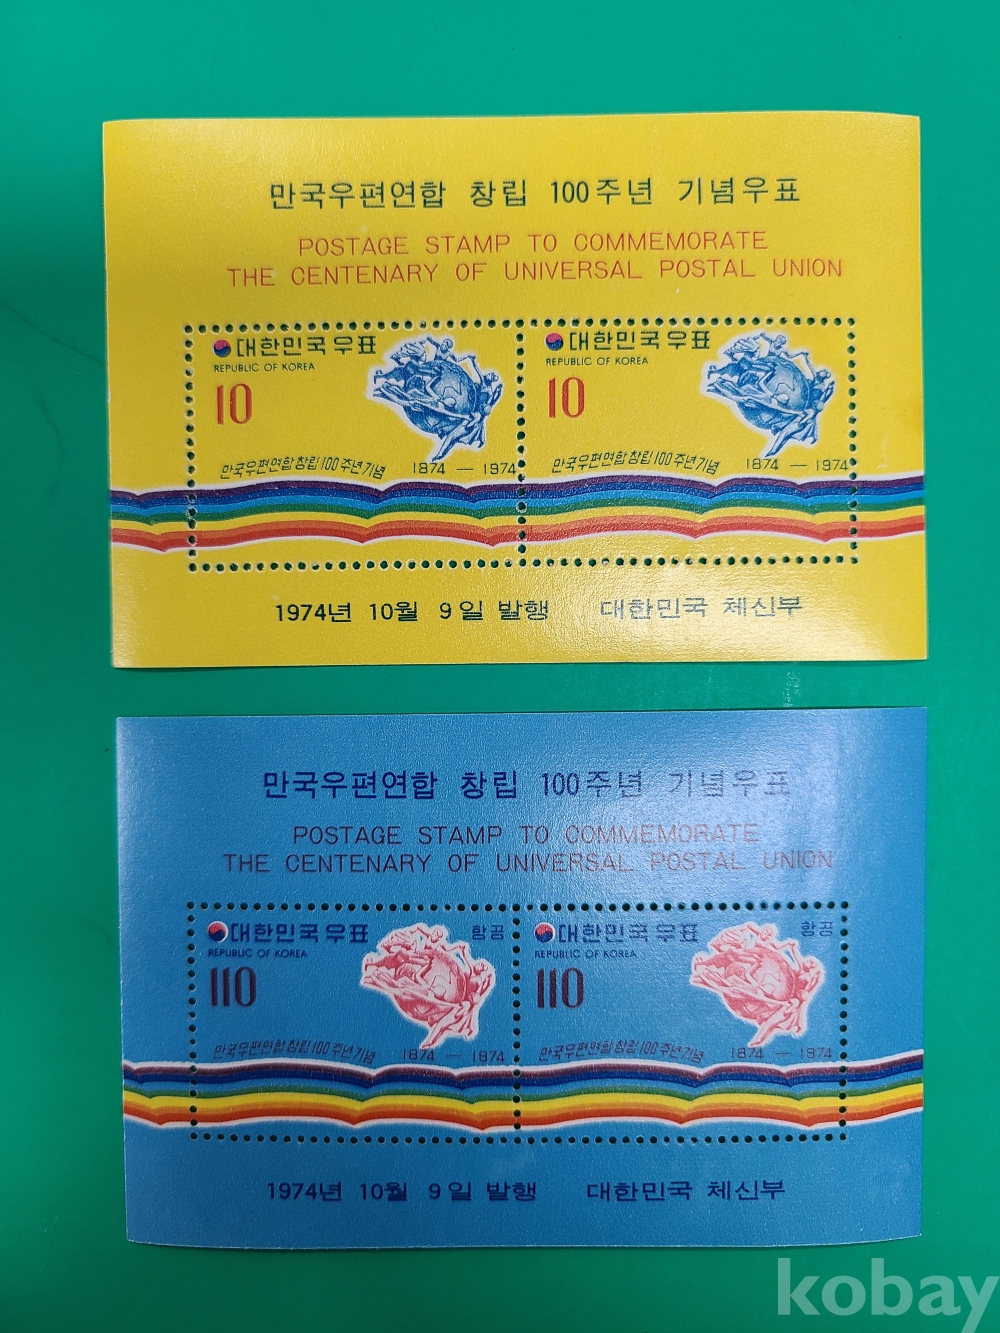 만국우편연합 창립 100주년 기념우표
POSTAGE STAMP TO COMMEMORATE
THE CENTENARY OF UNIVERSAL POSTAL UNION
대한민국우표
REPUBLIC OF KOREA
10
만국우편연합창립100주년기념
1874 — 1974
대한민국우표
REPUBLIC OF KOREA
10
만국우편연합창립100주년기념
1874 — 1974
1974년 10월 9일 발행 대한민국 체신부
만국우편연합 창립 100주년 기념우표
POSTAGE STAMP TO COMMEMORATE
THE CENTENARY OF UNIVERSAL POSTAL UNION
대한민국우표 항공
REPUBLIC OF KOREA
110
만국우편연합창립100주년기념
1874 — 1974
대한민국우표 항공
REPUBLIC OF KOREA
110
만국우편연합창립100주년기념
1874 — 1974
1974년 10월 9일 발행 대한민국 체신부
kobay